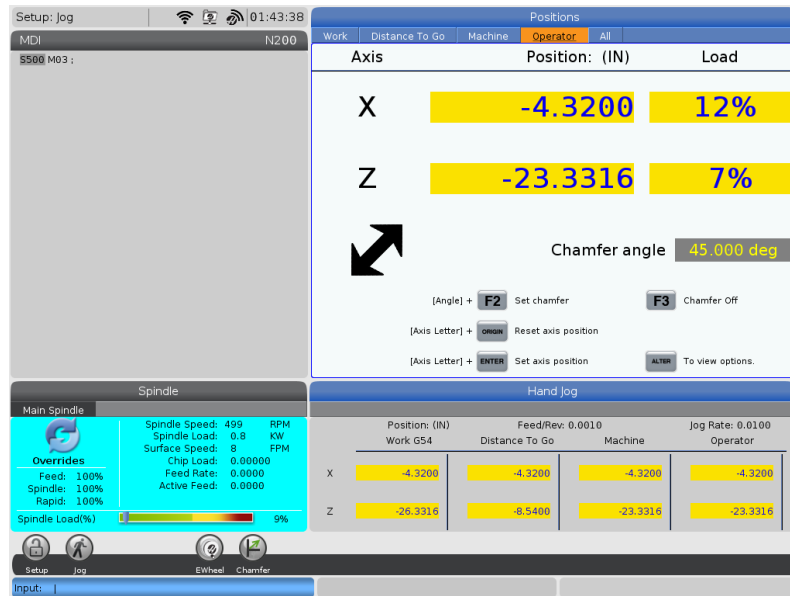 Setup: Jog 01:43:38
MDI N200
S500 M03 ;
Positions
Work Distance To Go Machine Operator All
Axis Position: (IN) Load
X -4.3200 12%
Z -23.3316 7%
Chamfer angle 45.000 deg
[Angle] + F2 Set chamfer F3 Chamfer Off
[Axis Letter] + ORIGIN Reset axis position
[Axis Letter] + ENTER Set axis position ALTER To view options.
Spindle
Main Spindle
Overrides
Feed: 100%
Spindle: 100%
Rapid: 100%
Spindle Speed: 499 RPM
Spindle Load: 0.8 KW
Surface Speed: 8 FPM
Chip Load: 0.00000
Feed Rate: 0.0000
Active Feed: 0.0000
Spindle Load(%) 9%
Hand Jog
Position: (IN) Feed/Rev: 0.0010 Jog Rate: 0.0100
Work G54 Distance To Go Machine Operator
X -4.3200 -4.3200 -4.3200 -4.3200
Z -26.3316 -8.5400 -23.3316 -23.3316
Setup Jog EWheel Chamfer
Input: